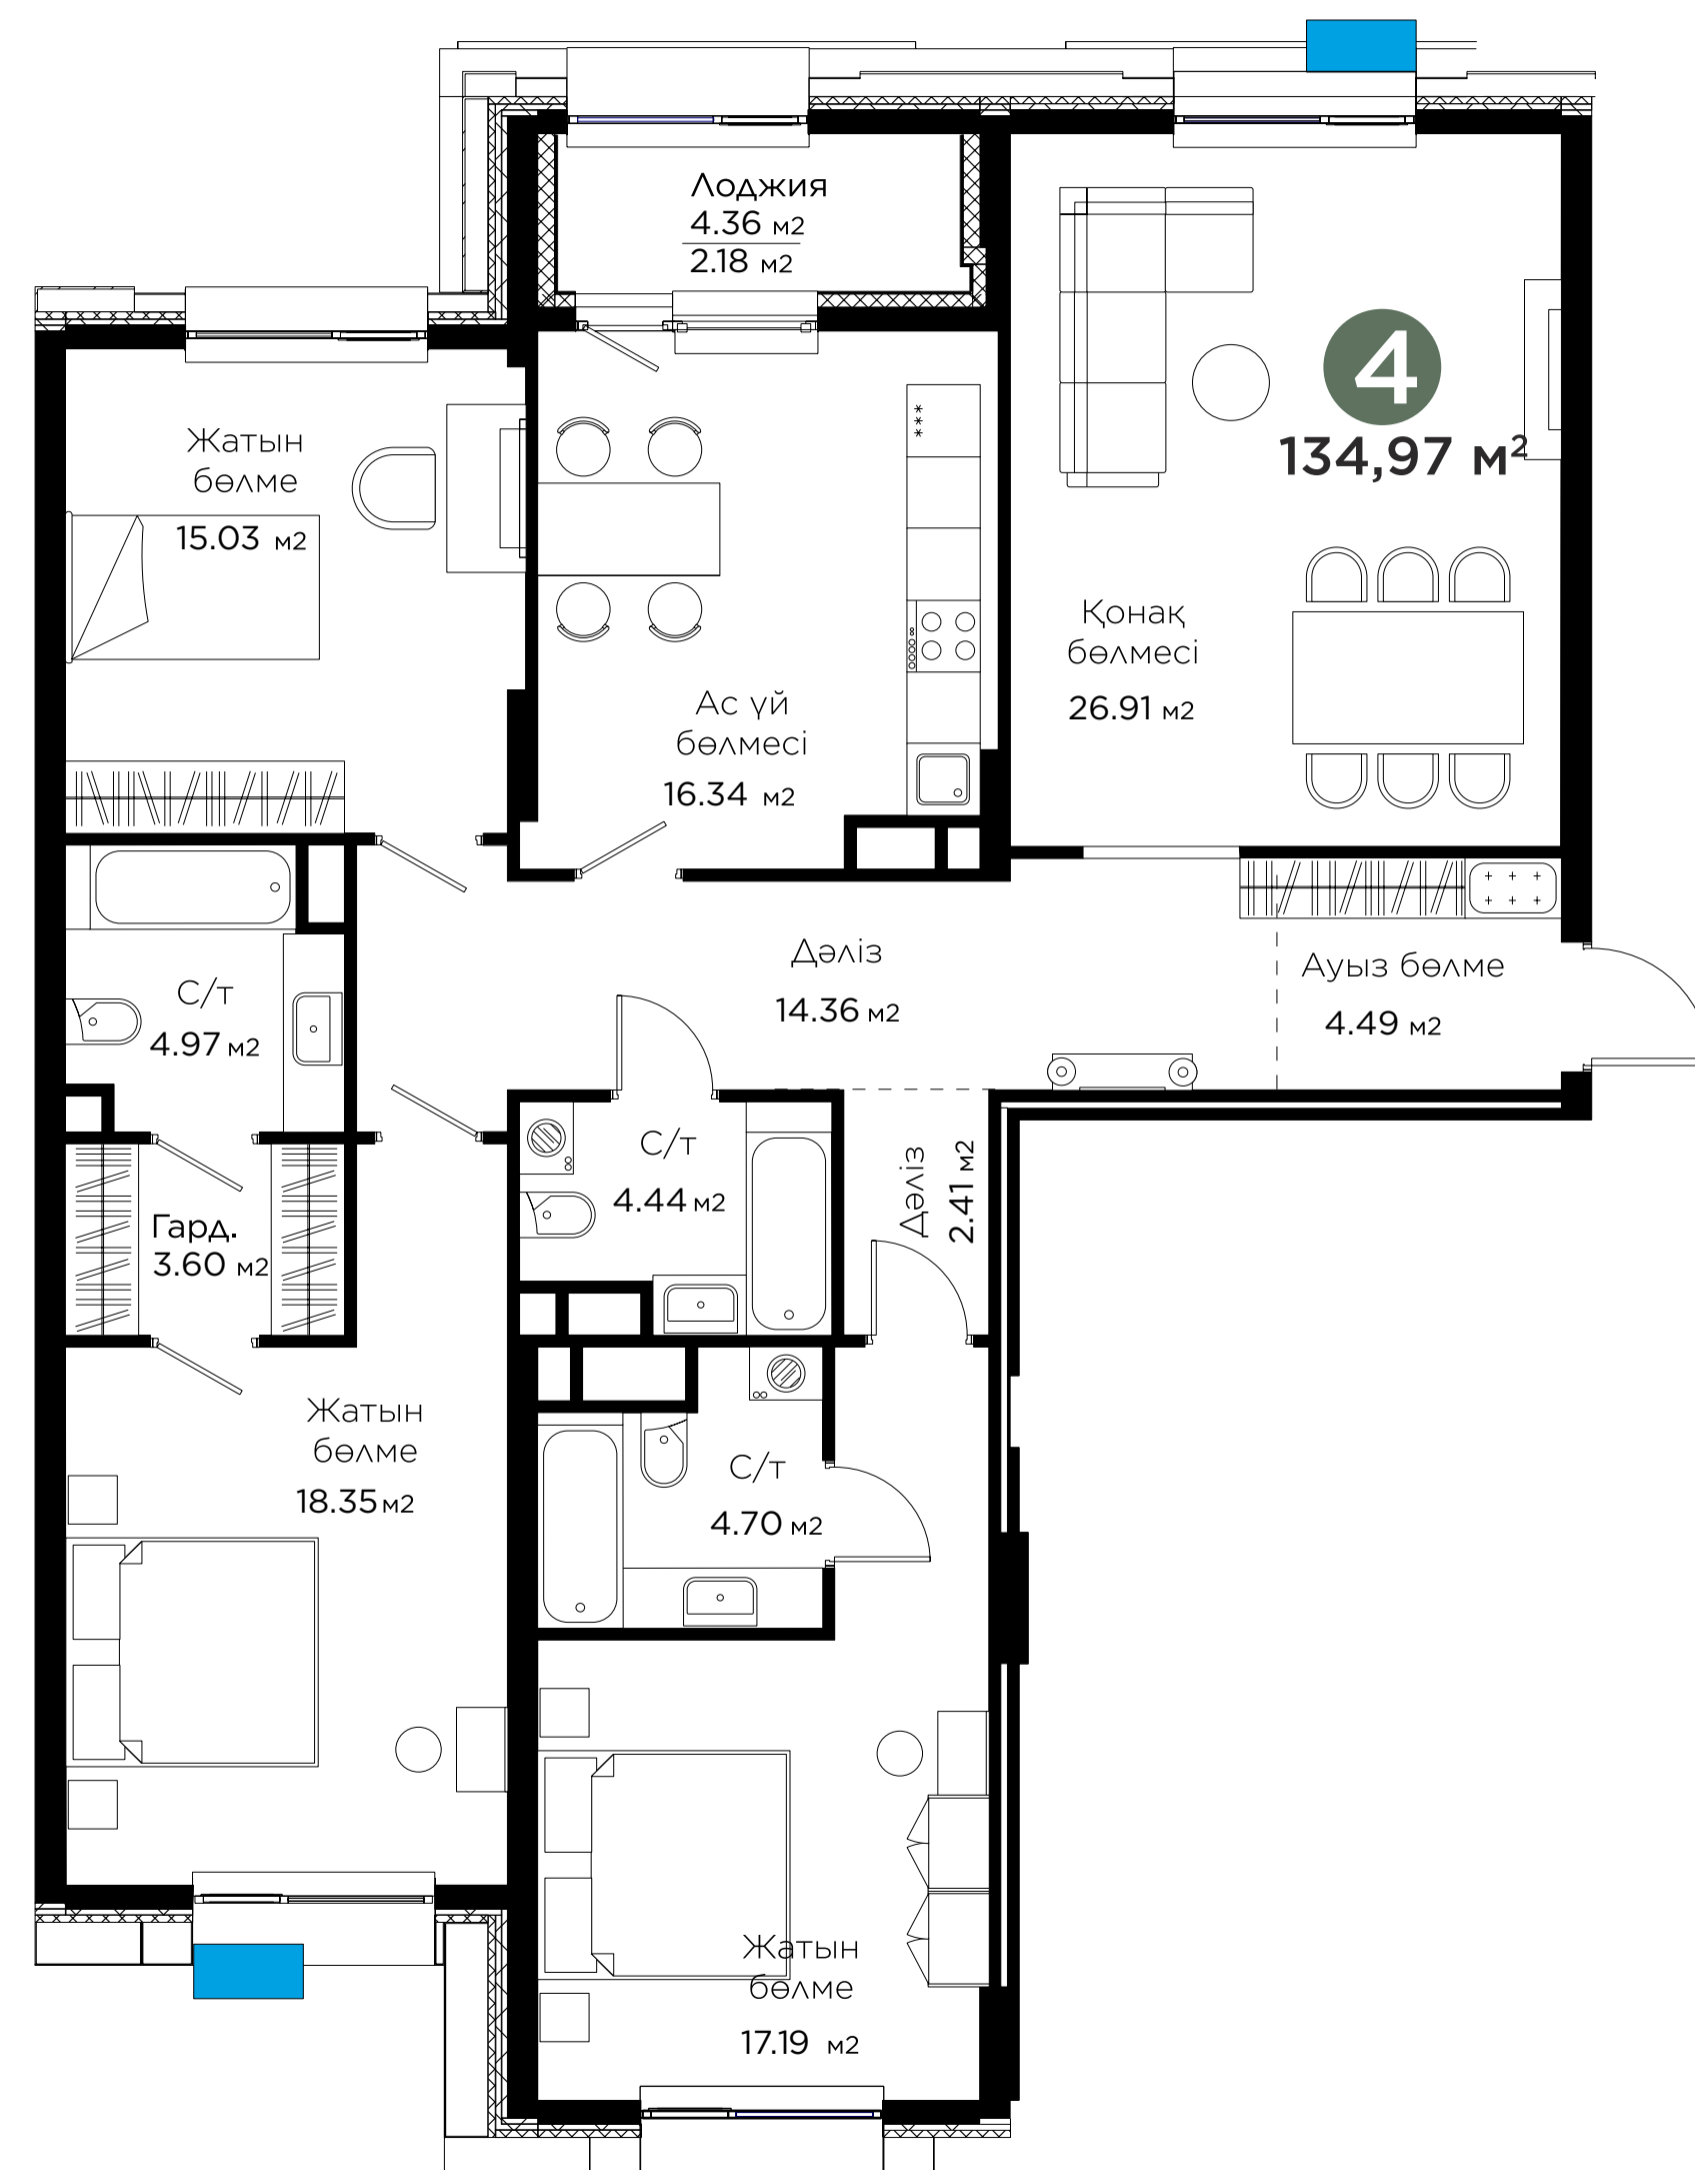 Лоджия
4.36 м2
2.18 м2
4
134,97 м²
Жатын
бөлме
15.03 м2
Қонақ
бөлмесі
26.91 м2
Ас үй
бөлмесі
16.34 м2
Дәліз
14.36 м2
Ауыз бөлме
4.49 м2
С/т
4.97 м2
С/т
4.44 м2
Дәліз
2.41 м2
Гард.
3.60 м2
Жатын
бөлме
18.35 м2
С/т
4.70 м2
Жатын
бөлме
17.19 м2